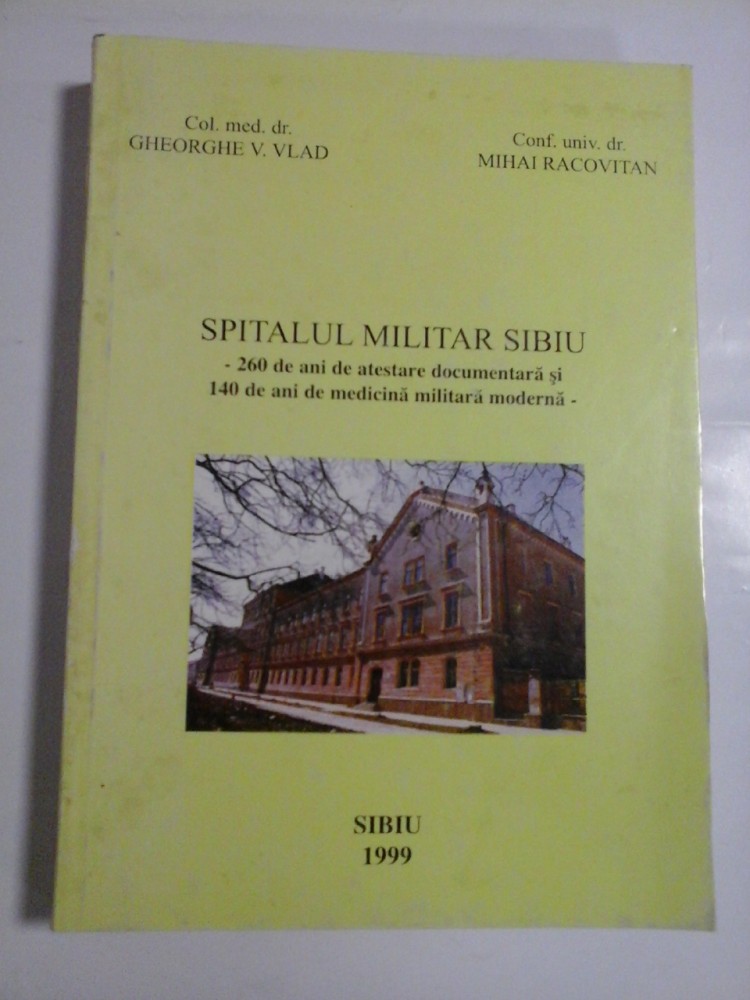 Col. med. dr.
GHEORGHE V. VLAD
Conf. univ. dr.
MIHAI RACOVITAN
SPITALUL MILITAR SIBIU
- 260 de ani de atestare documentară şi
140 de ani de medicină militară modernă -
SIBIU
1999